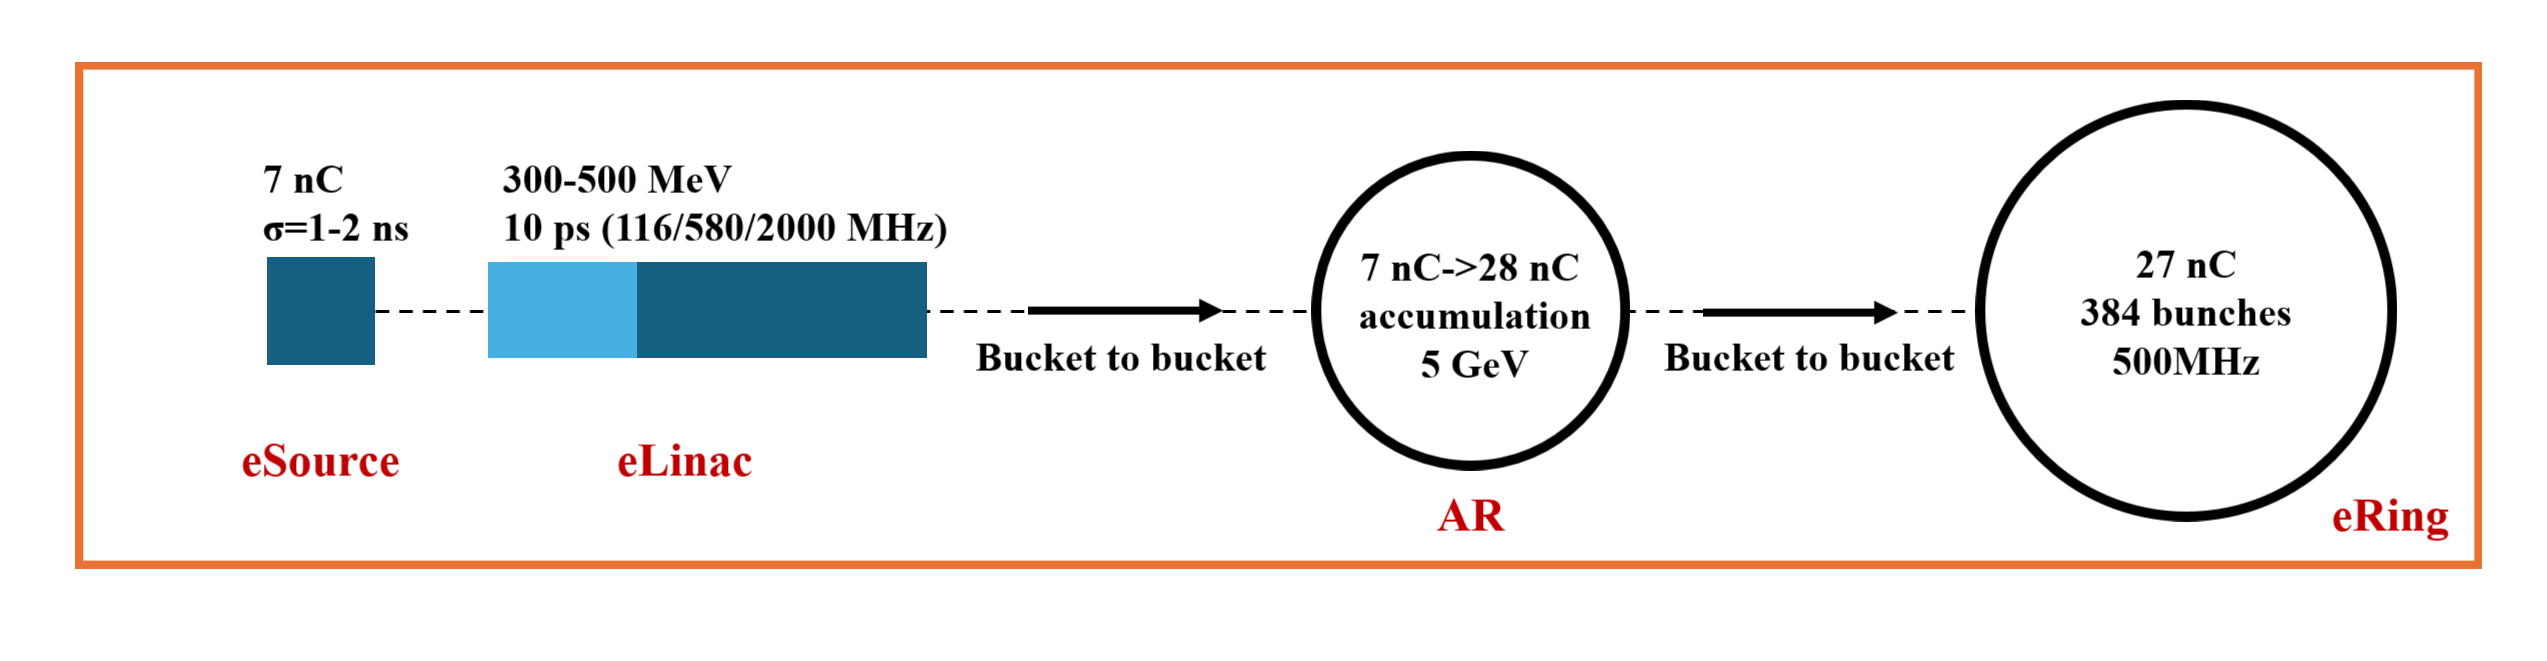 7 nC
σ=1-2 ns
eSource
300-500 MeV
10 ps (116/580/2000 MHz)
eLinac
Bucket to bucket
7 nC->28 nC
accumulation
5 GeV
AR
Bucket to bucket
27 nC
384 bunches
500MHz
eRing